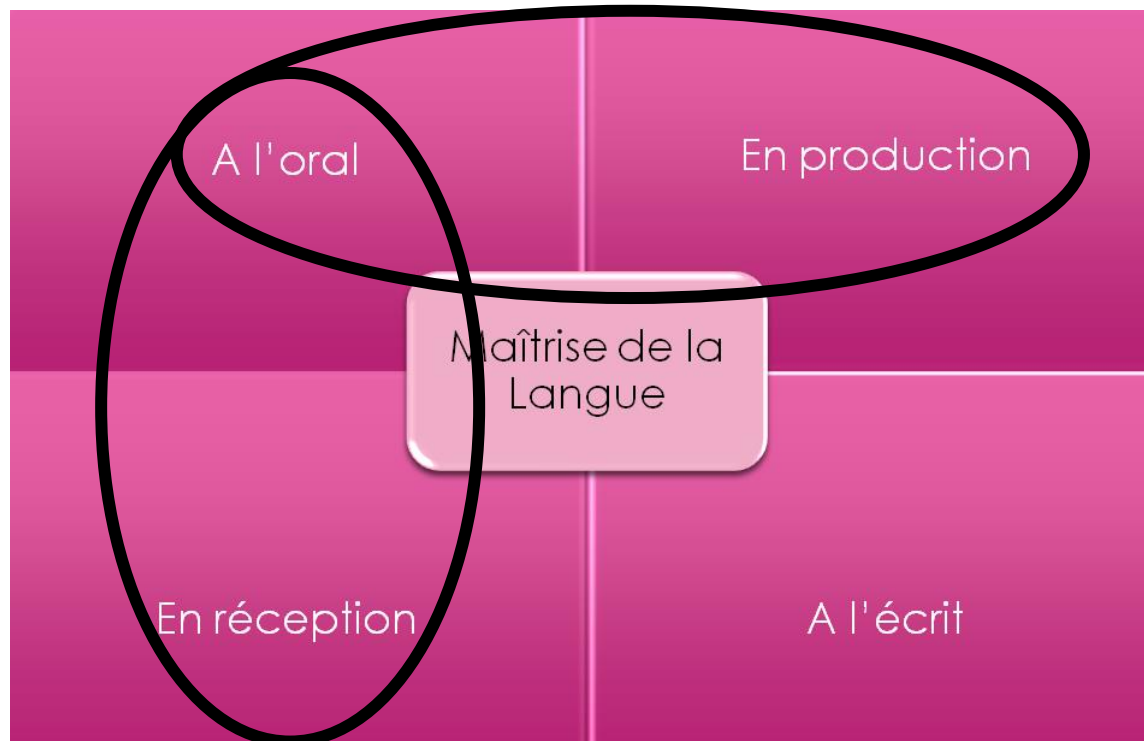 A l'oral
En production
Maîtrise de la
Langue
En réception
A l'écrit